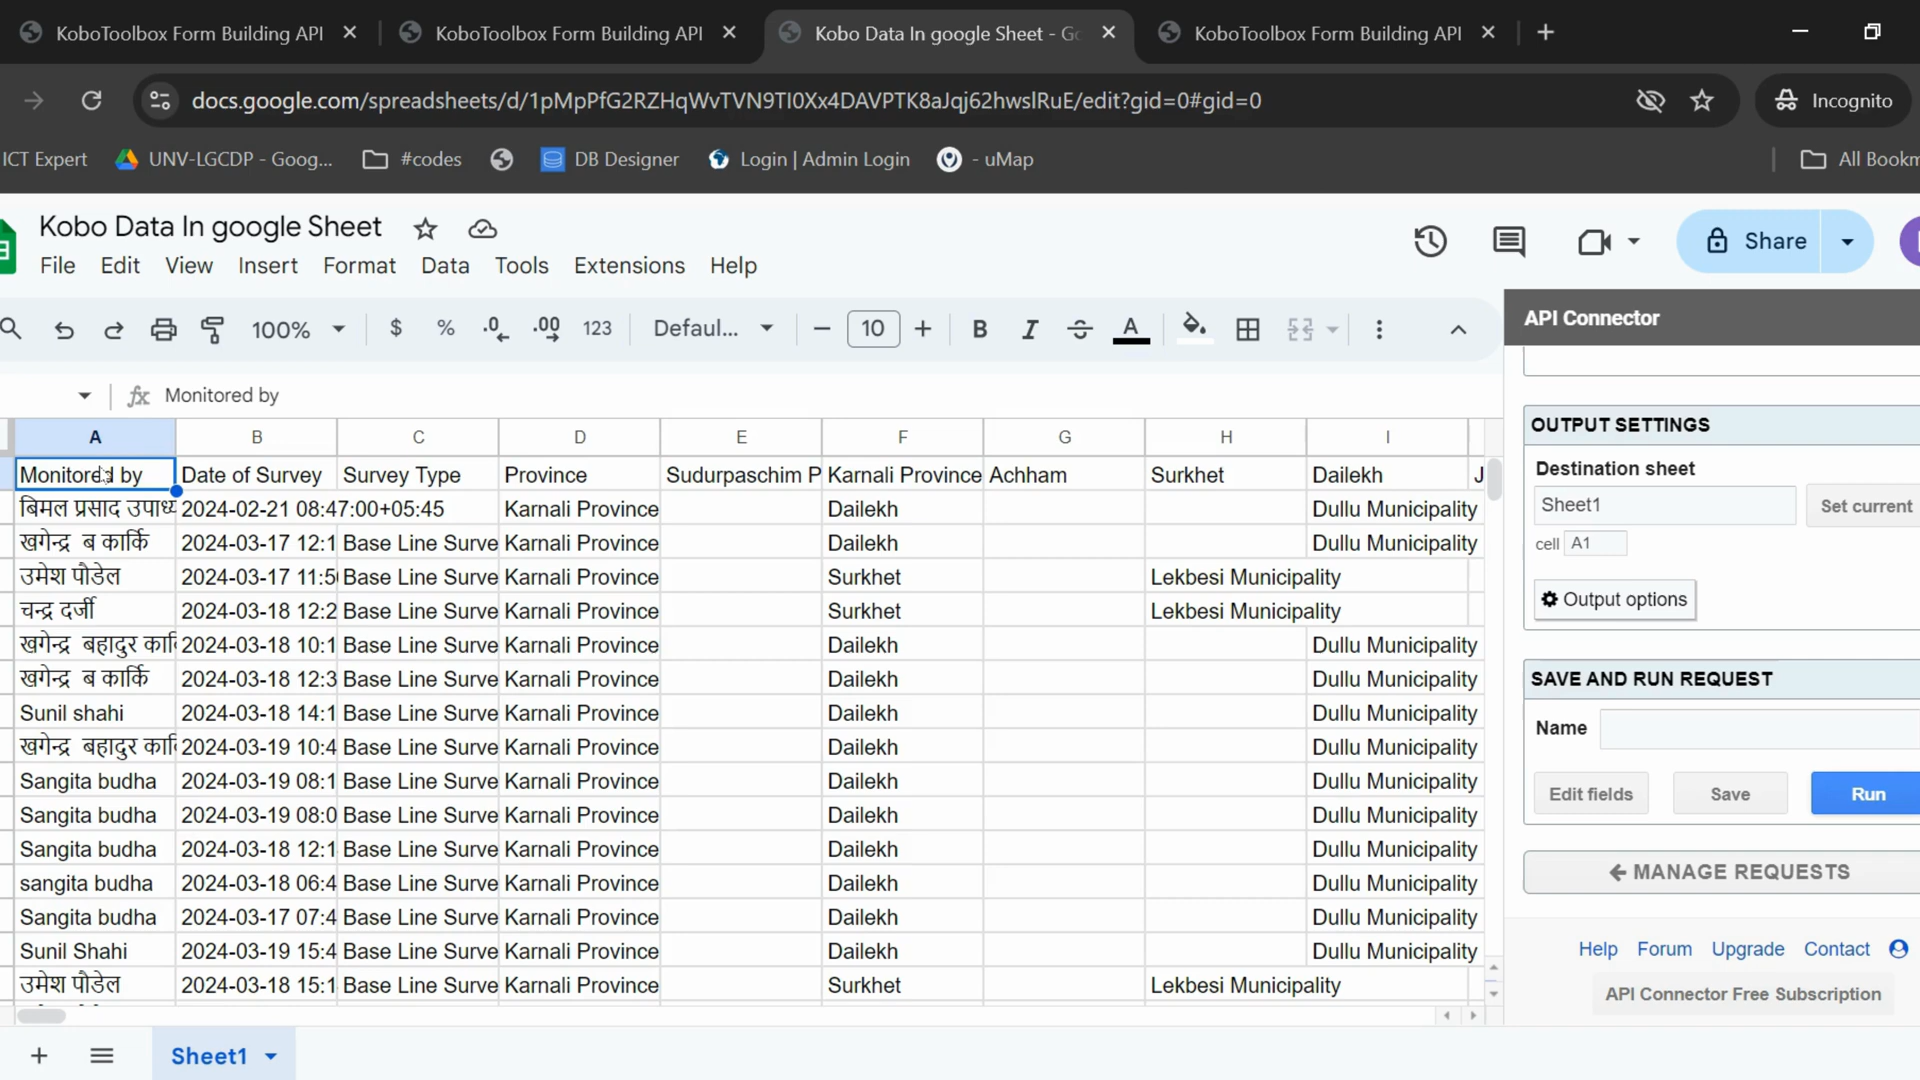 KoboToolbox Form Building API
KoboToolbox Form Building API
Kobo Data In google Sheet - Go
KoboToolbox Form Building API
docs.google.com/spreadsheets/d/1pMpPfG2RZHqWvTVN9TI0Xx4DAVPTK8aJqj62hwslRuE/edit?gid=0#gid=0
Incognito
ICT Expert
UNV-LGCDP - Goog...
#codes
DB Designer
Login | Admin Login
- uMap
All Bookm
Kobo Data In google Sheet
File Edit View Insert Format Data Tools Extensions Help
Share
100% $ % .0 .00 123 Defaul... − 10 + B I A
API Connector
fx Monitored by
A B C D E F G H I
Monitored by Date of Survey Survey Type Province Sudurpaschim P Karnali Province Achham Surkhet Dailekh J
बिमल प्रसाद उपाध्य 2024-02-21 08:47:00+05:45 Karnali Province Dailekh Dullu Municipality
खगेन्द्र ब कार्कि 2024-03-17 12:1 Base Line Surve Karnali Province Dailekh Dullu Municipality
उमेश पौडेल 2024-03-17 11:5 Base Line Surve Karnali Province Surkhet Lekbesi Municipality
चन्द्र दर्जी 2024-03-18 12:2 Base Line Surve Karnali Province Surkhet Lekbesi Municipality
खगेन्द्र बहादुर कार्कि 2024-03-18 10:1 Base Line Surve Karnali Province Dailekh Dullu Municipality
खगेन्द्र ब कार्कि 2024-03-18 12:3 Base Line Surve Karnali Province Dailekh Dullu Municipality
Sunil shahi 2024-03-18 14:1 Base Line Surve Karnali Province Dailekh Dullu Municipality
खगेन्द्र बहादुर कार्कि 2024-03-19 10:4 Base Line Surve Karnali Province Dailekh Dullu Municipality
Sangita budha 2024-03-19 08:1 Base Line Surve Karnali Province Dailekh Dullu Municipality
Sangita budha 2024-03-19 08:0 Base Line Surve Karnali Province Dailekh Dullu Municipality
Sangita budha 2024-03-18 12:1 Base Line Surve Karnali Province Dailekh Dullu Municipality
sangita budha 2024-03-18 06:4 Base Line Surve Karnali Province Dailekh Dullu Municipality
Sangita budha 2024-03-17 07:4 Base Line Surve Karnali Province Dailekh Dullu Municipality
Sunil Shahi 2024-03-19 15:4 Base Line Surve Karnali Province Dailekh Dullu Municipality
उमेश पौडेल 2024-03-18 15:1 Base Line Surve Karnali Province Surkhet Lekbesi Municipality
OUTPUT SETTINGS
Destination sheet
Sheet1 Set current
cell A1
Output options
SAVE AND RUN REQUEST
Name
Edit fields Save Run
MANAGE REQUESTS
Help Forum Upgrade Contact
API Connector Free Subscription
Sheet1